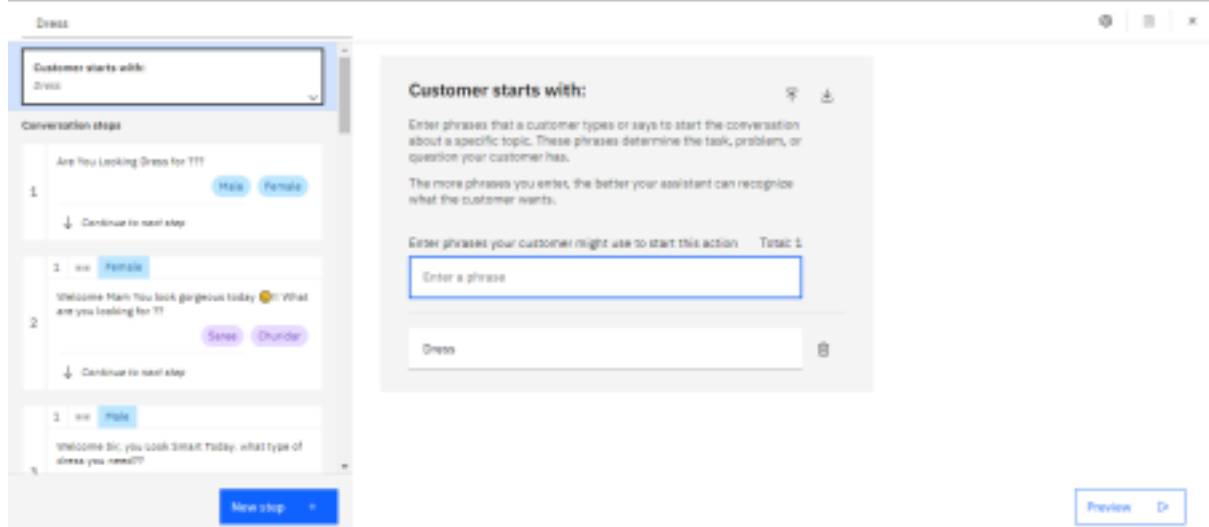 Dress
Customer starts with:
Dress
Conversation steps
1
Are You Looking Dress for ???
Male Female
Continue to next step
1 == Female
2
Welcome Mam You look gorgeous today 😊!! What
are you looking for ??
Saree Churidar
Continue to next step
1 == Male
3
Welcome Sir, you Look Smart Today. what type of
dress you need??
New step +
Customer starts with:
Enter phrases that a customer types or says to start the conversation
about a specific topic. These phrases determine the task, problem, or
question your customer has.
The more phrases you enter, the better your assistant can recognize
what the customer wants.
Enter phrases your customer might use to start this action Total: 1
Enter a phrase
Dress
Preview